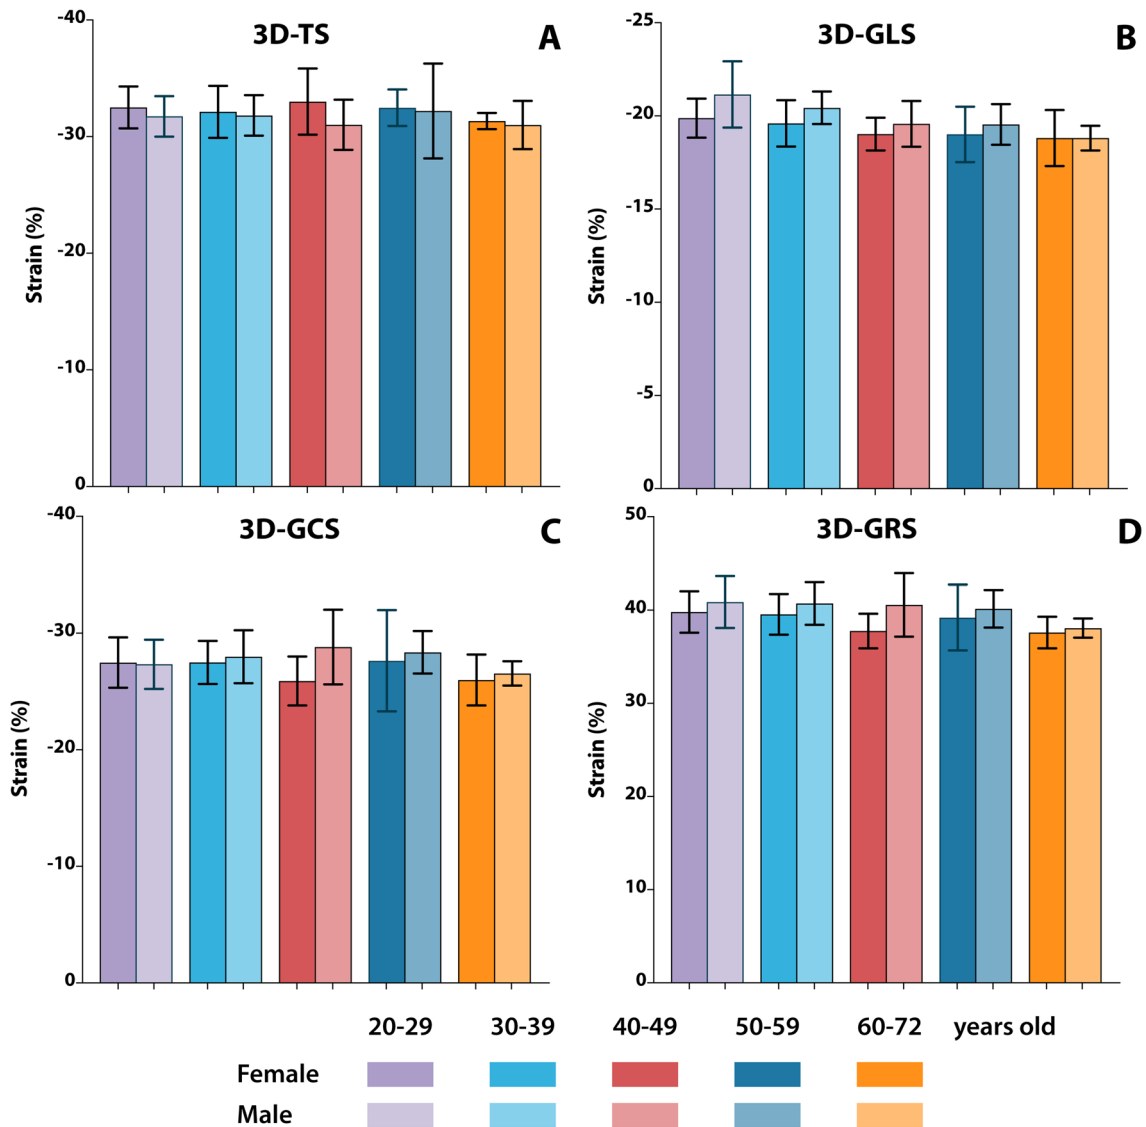 3D-TS
A
Strain (%)
-40
-30
-20
-10
0
3D-GLS
B
Strain (%)
-25
-20
-15
-10
-5
0
3D-GCS
C
Strain (%)
-40
-30
-20
-10
0
3D-GRS
D
Strain (%)
50
40
30
20
10
0
20-29 30-39 40-49 50-59 60-72 years old
Female
Male